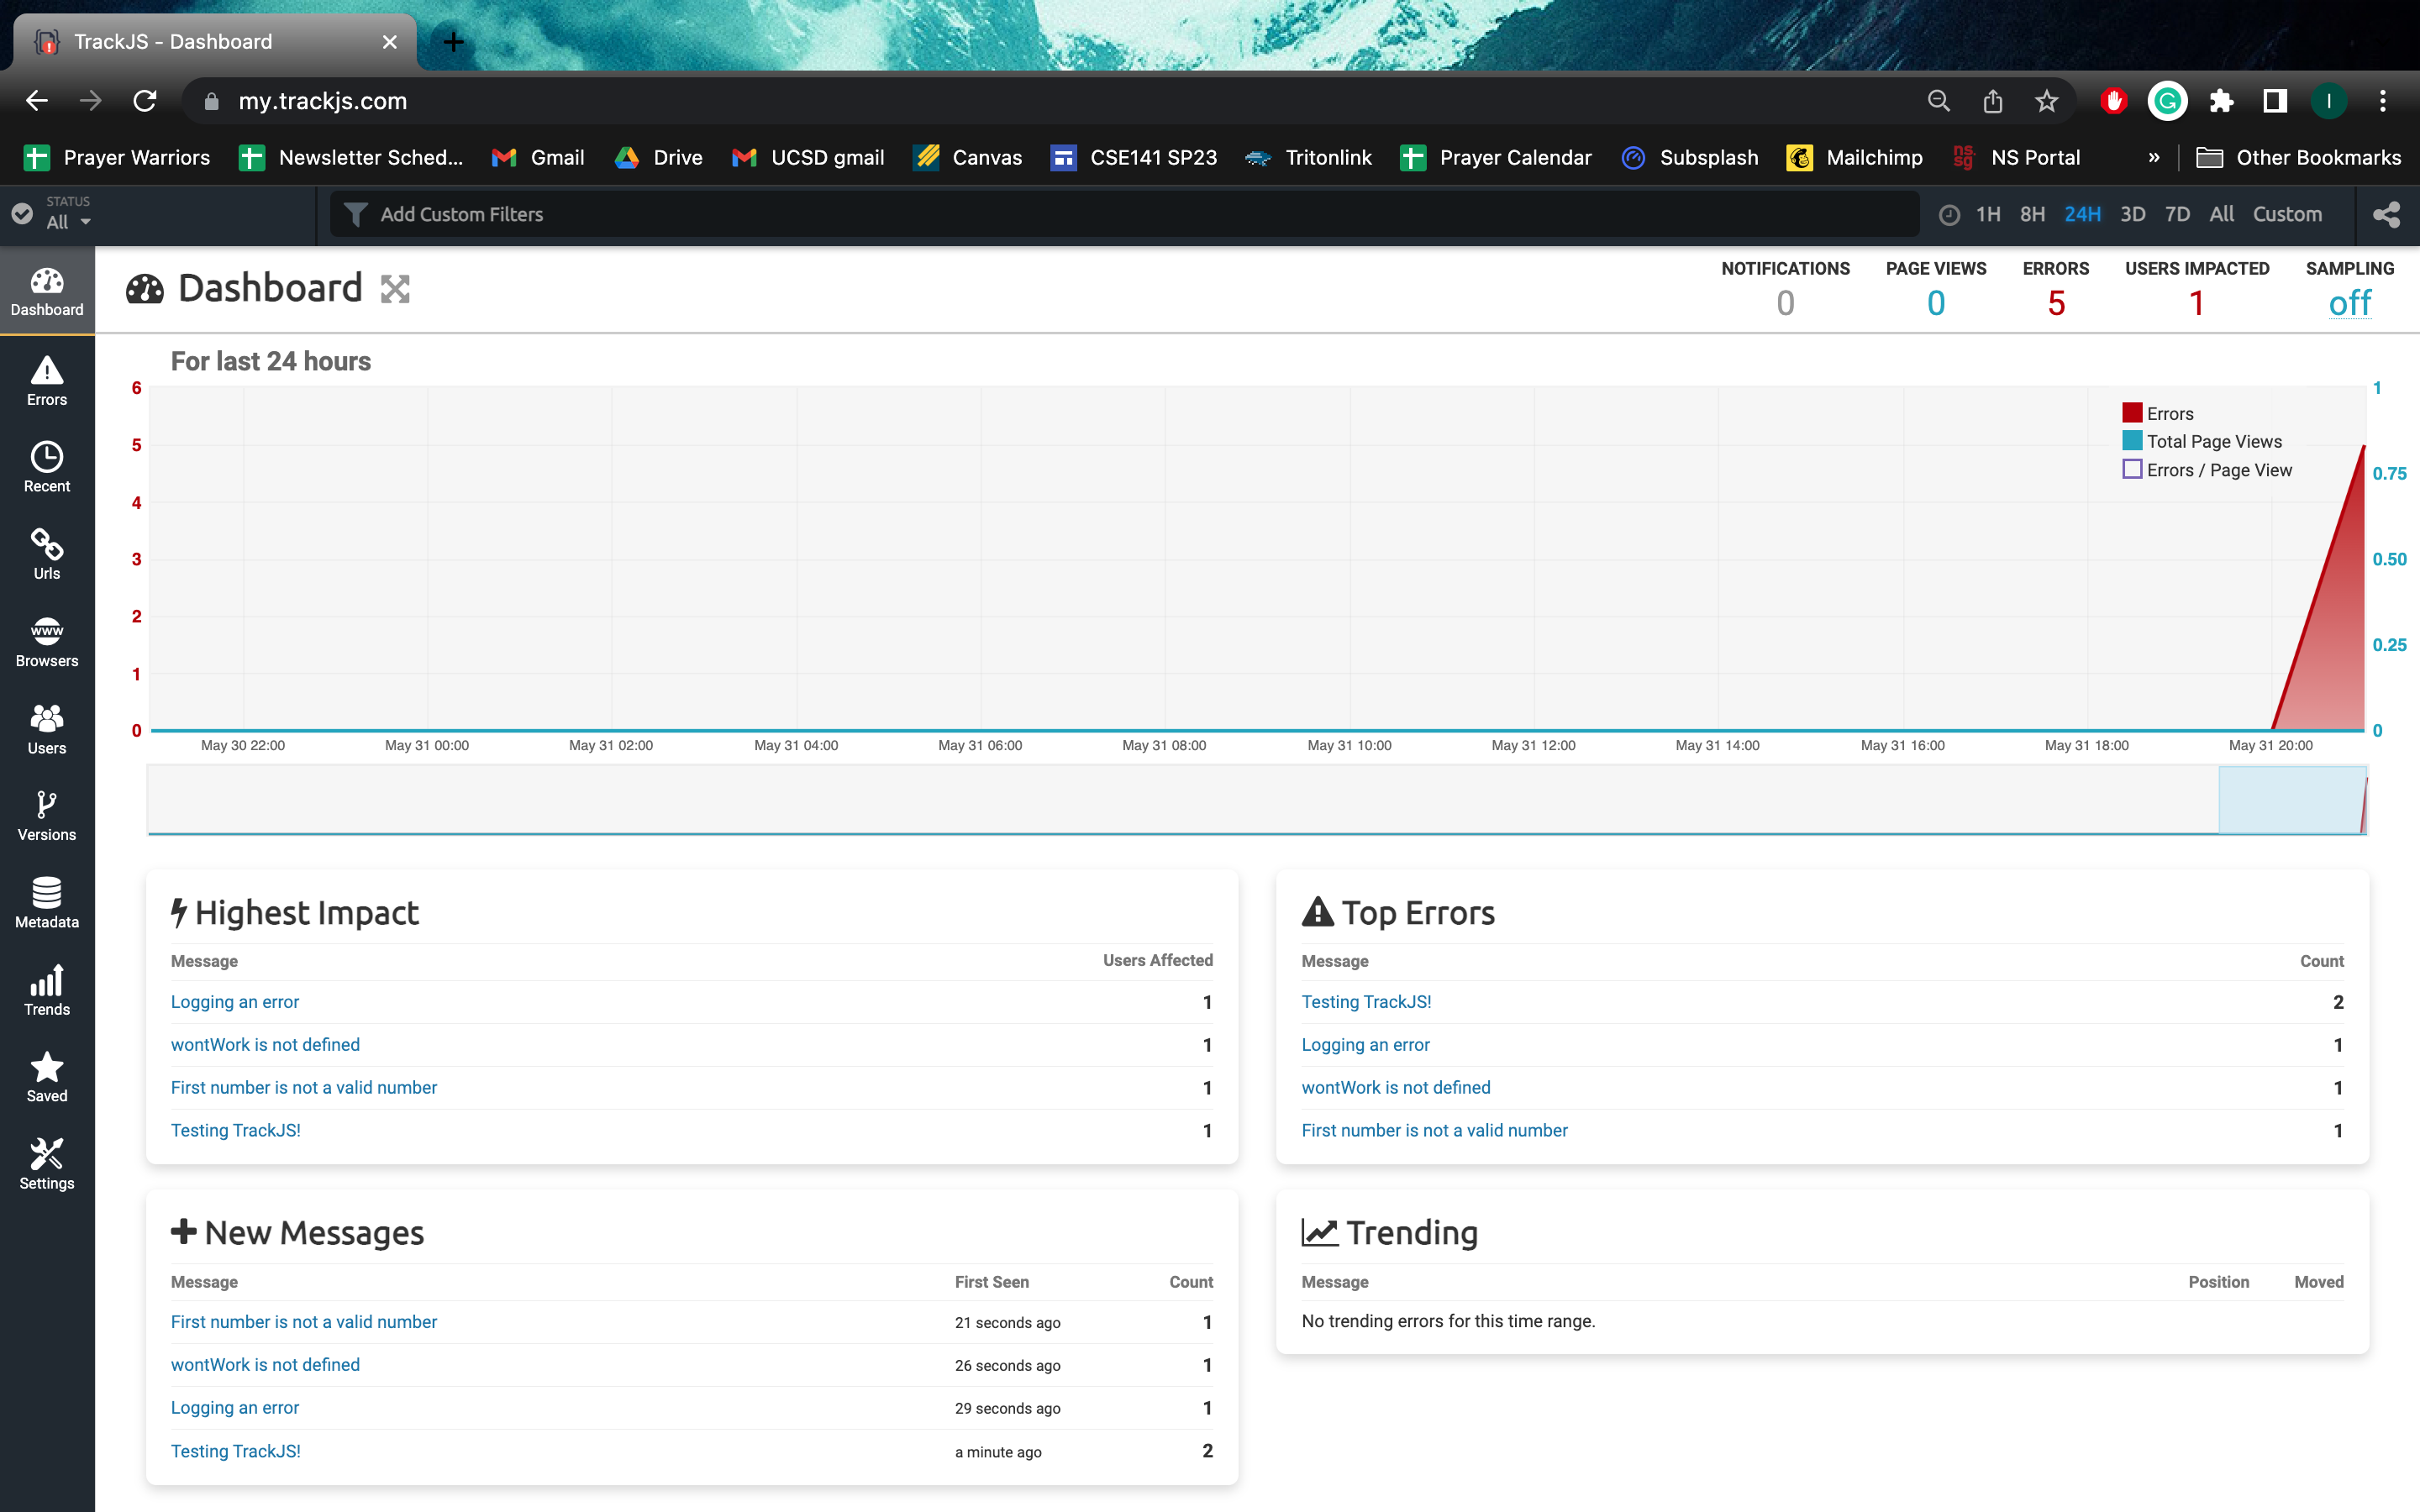 TrackJS - Dashboard
my.trackjs.com
Prayer Warriors Newsletter Sched... Gmail Drive UCSD gmail Canvas CSE141 SP23 Tritonlink Prayer Calendar Subsplash Mailchimp NS Portal » Other Bookmarks
STATUS
All
Add Custom Filters
1H 8H 24H 3D 7D All Custom
Dashboard
Errors
Recent
Urls
www
Browsers
Users
Versions
Metadata
Trends
Saved
Settings
Dashboard
NOTIFICATIONS PAGE VIEWS ERRORS USERS IMPACTED SAMPLING
0 0 5 1 off
For last 24 hours
6
5
4
3
2
1
0
1
0.75
0.50
0.25
0
Errors
Total Page Views
Errors / Page View
May 30 22:00 May 31 00:00 May 31 02:00 May 31 04:00 May 31 06:00 May 31 08:00 May 31 10:00 May 31 12:00 May 31 14:00 May 31 16:00 May 31 18:00 May 31 20:00
Highest Impact
Message Users Affected
Logging an error 1
wontWork is not defined 1
First number is not a valid number 1
Testing TrackJS! 1
Top Errors
Message Count
Testing TrackJS! 2
Logging an error 1
wontWork is not defined 1
First number is not a valid number 1
New Messages
Message First Seen Count
First number is not a valid number 21 seconds ago 1
wontWork is not defined 26 seconds ago 1
Logging an error 29 seconds ago 1
Testing TrackJS! a minute ago 2
Trending
Message Position Moved
No trending errors for this time range.